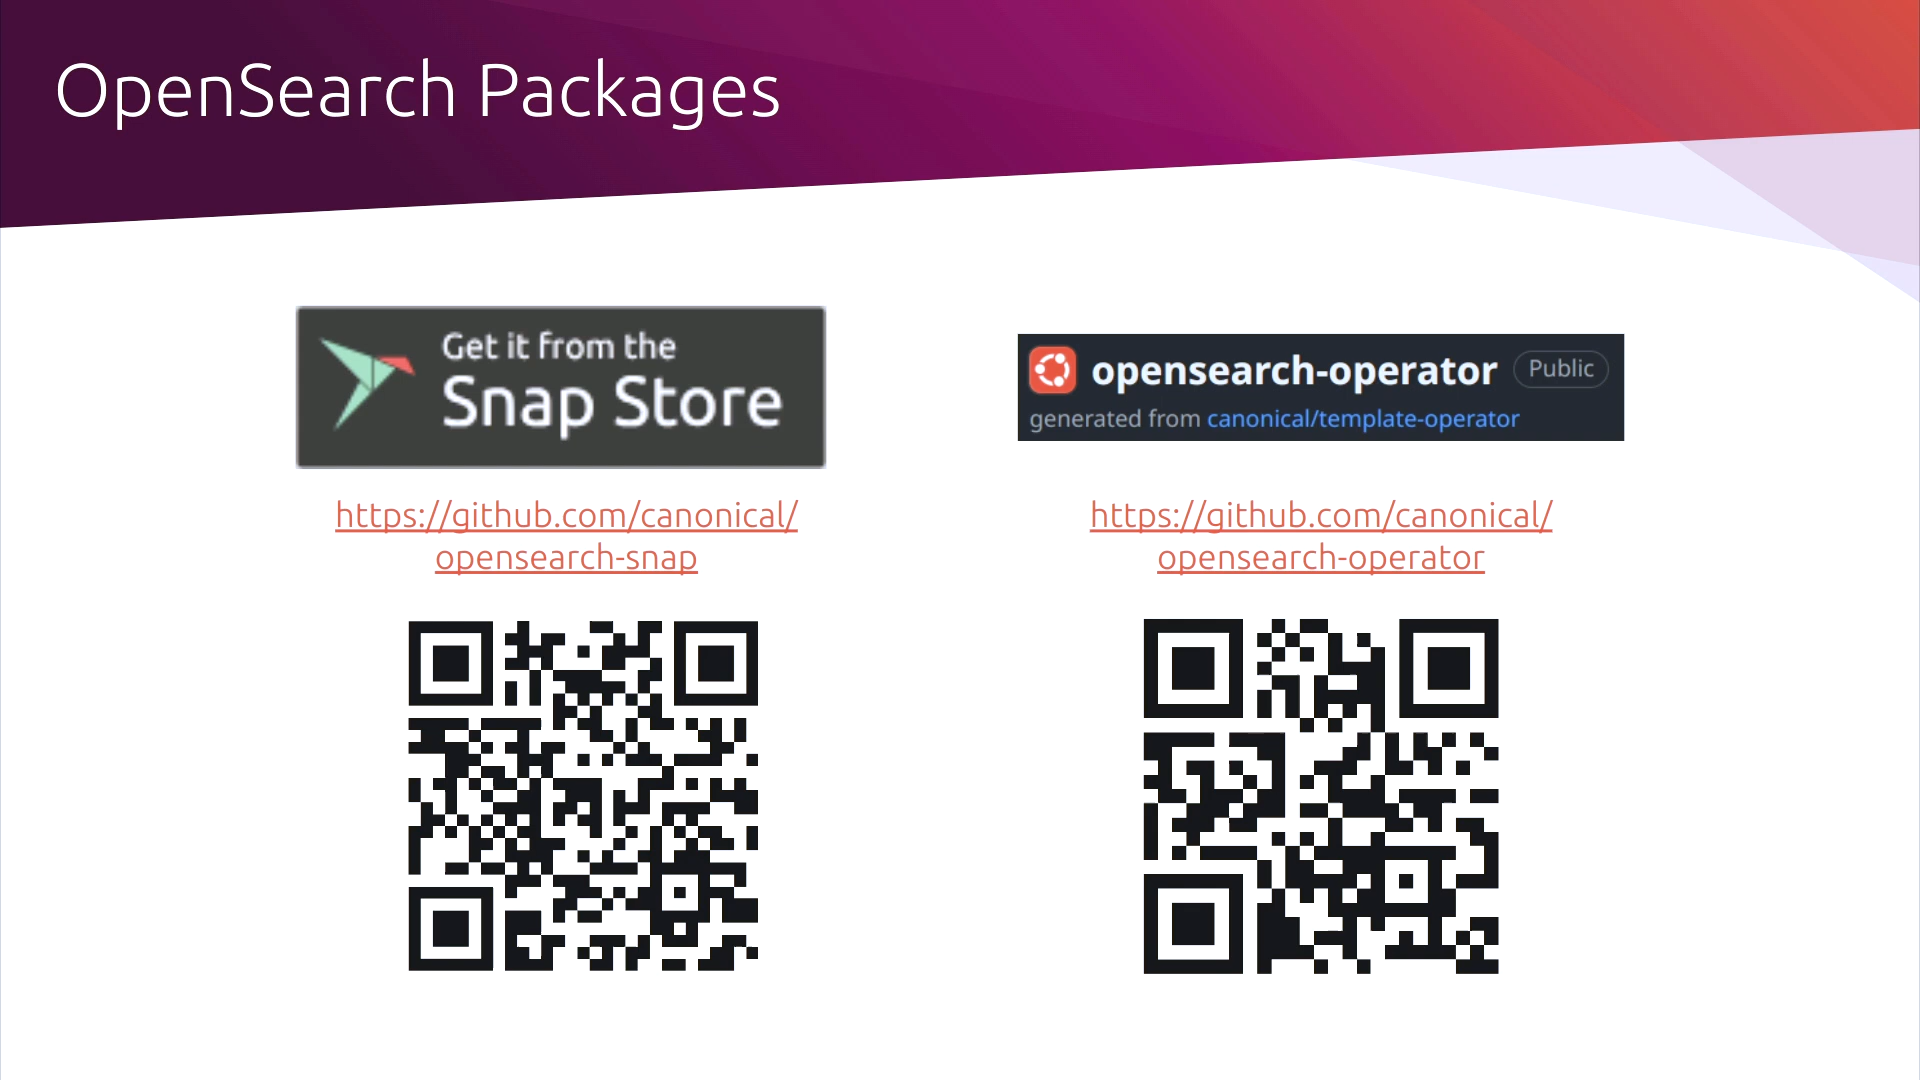 OpenSearch Packages
Get it from the
Snap Store
https://github.com/canonical/
opensearch-snap
opensearch-operator Public
generated from canonical/template-operator
https://github.com/canonical/
opensearch-operator